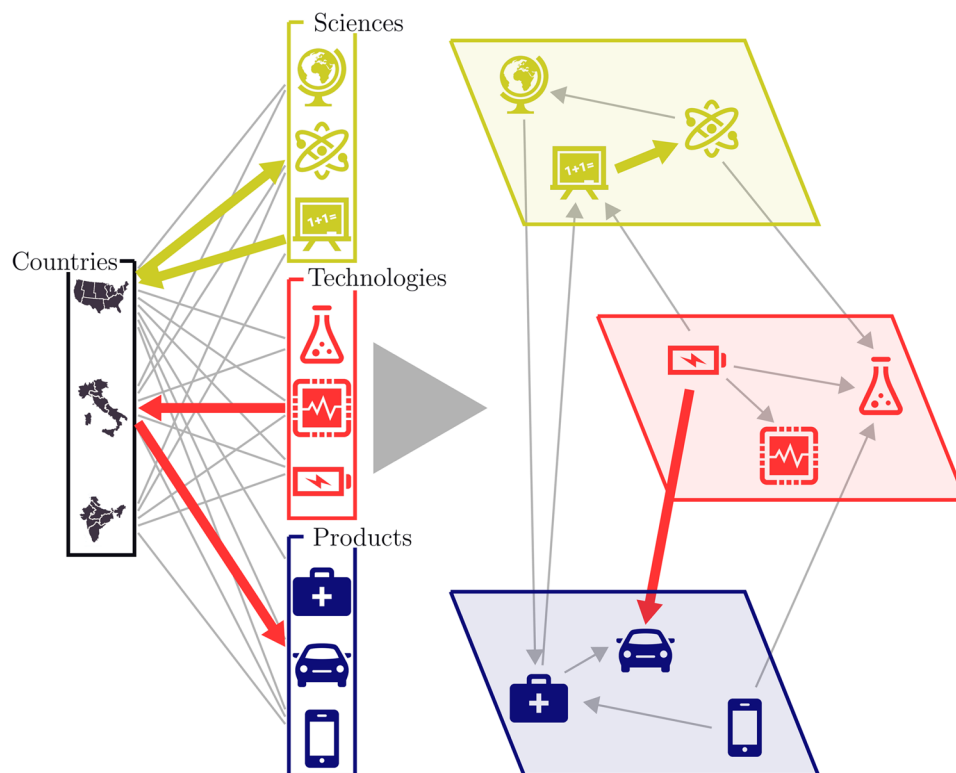 Sciences
1+1=
1+1=
Countries
Technologies
Products